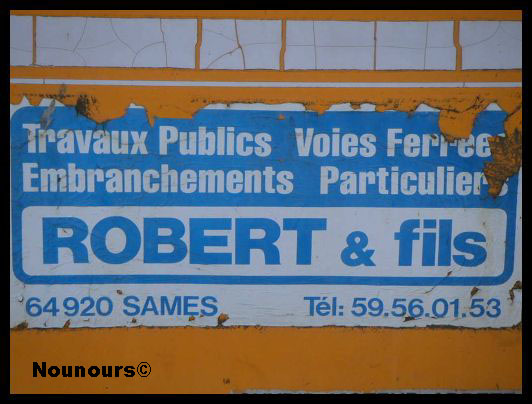 Travaux Publics Voies Ferrées
Embranchements Particuliers
ROBERT & fils
64920 SAMES Tél: 59.56.01.53
Nounours©